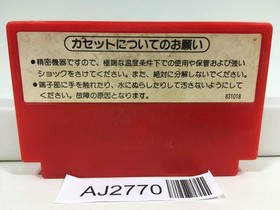 カセットについてのお願い
●精密機器ですので、極端な温度条件下での使用や保管および強い
ショックをさけてください。また、絶対に分解しないでください。
●端子部に手を触れたり、水にぬらしたりして汚さないようにして
ください。故障の原因となります。
831018
AJ2770